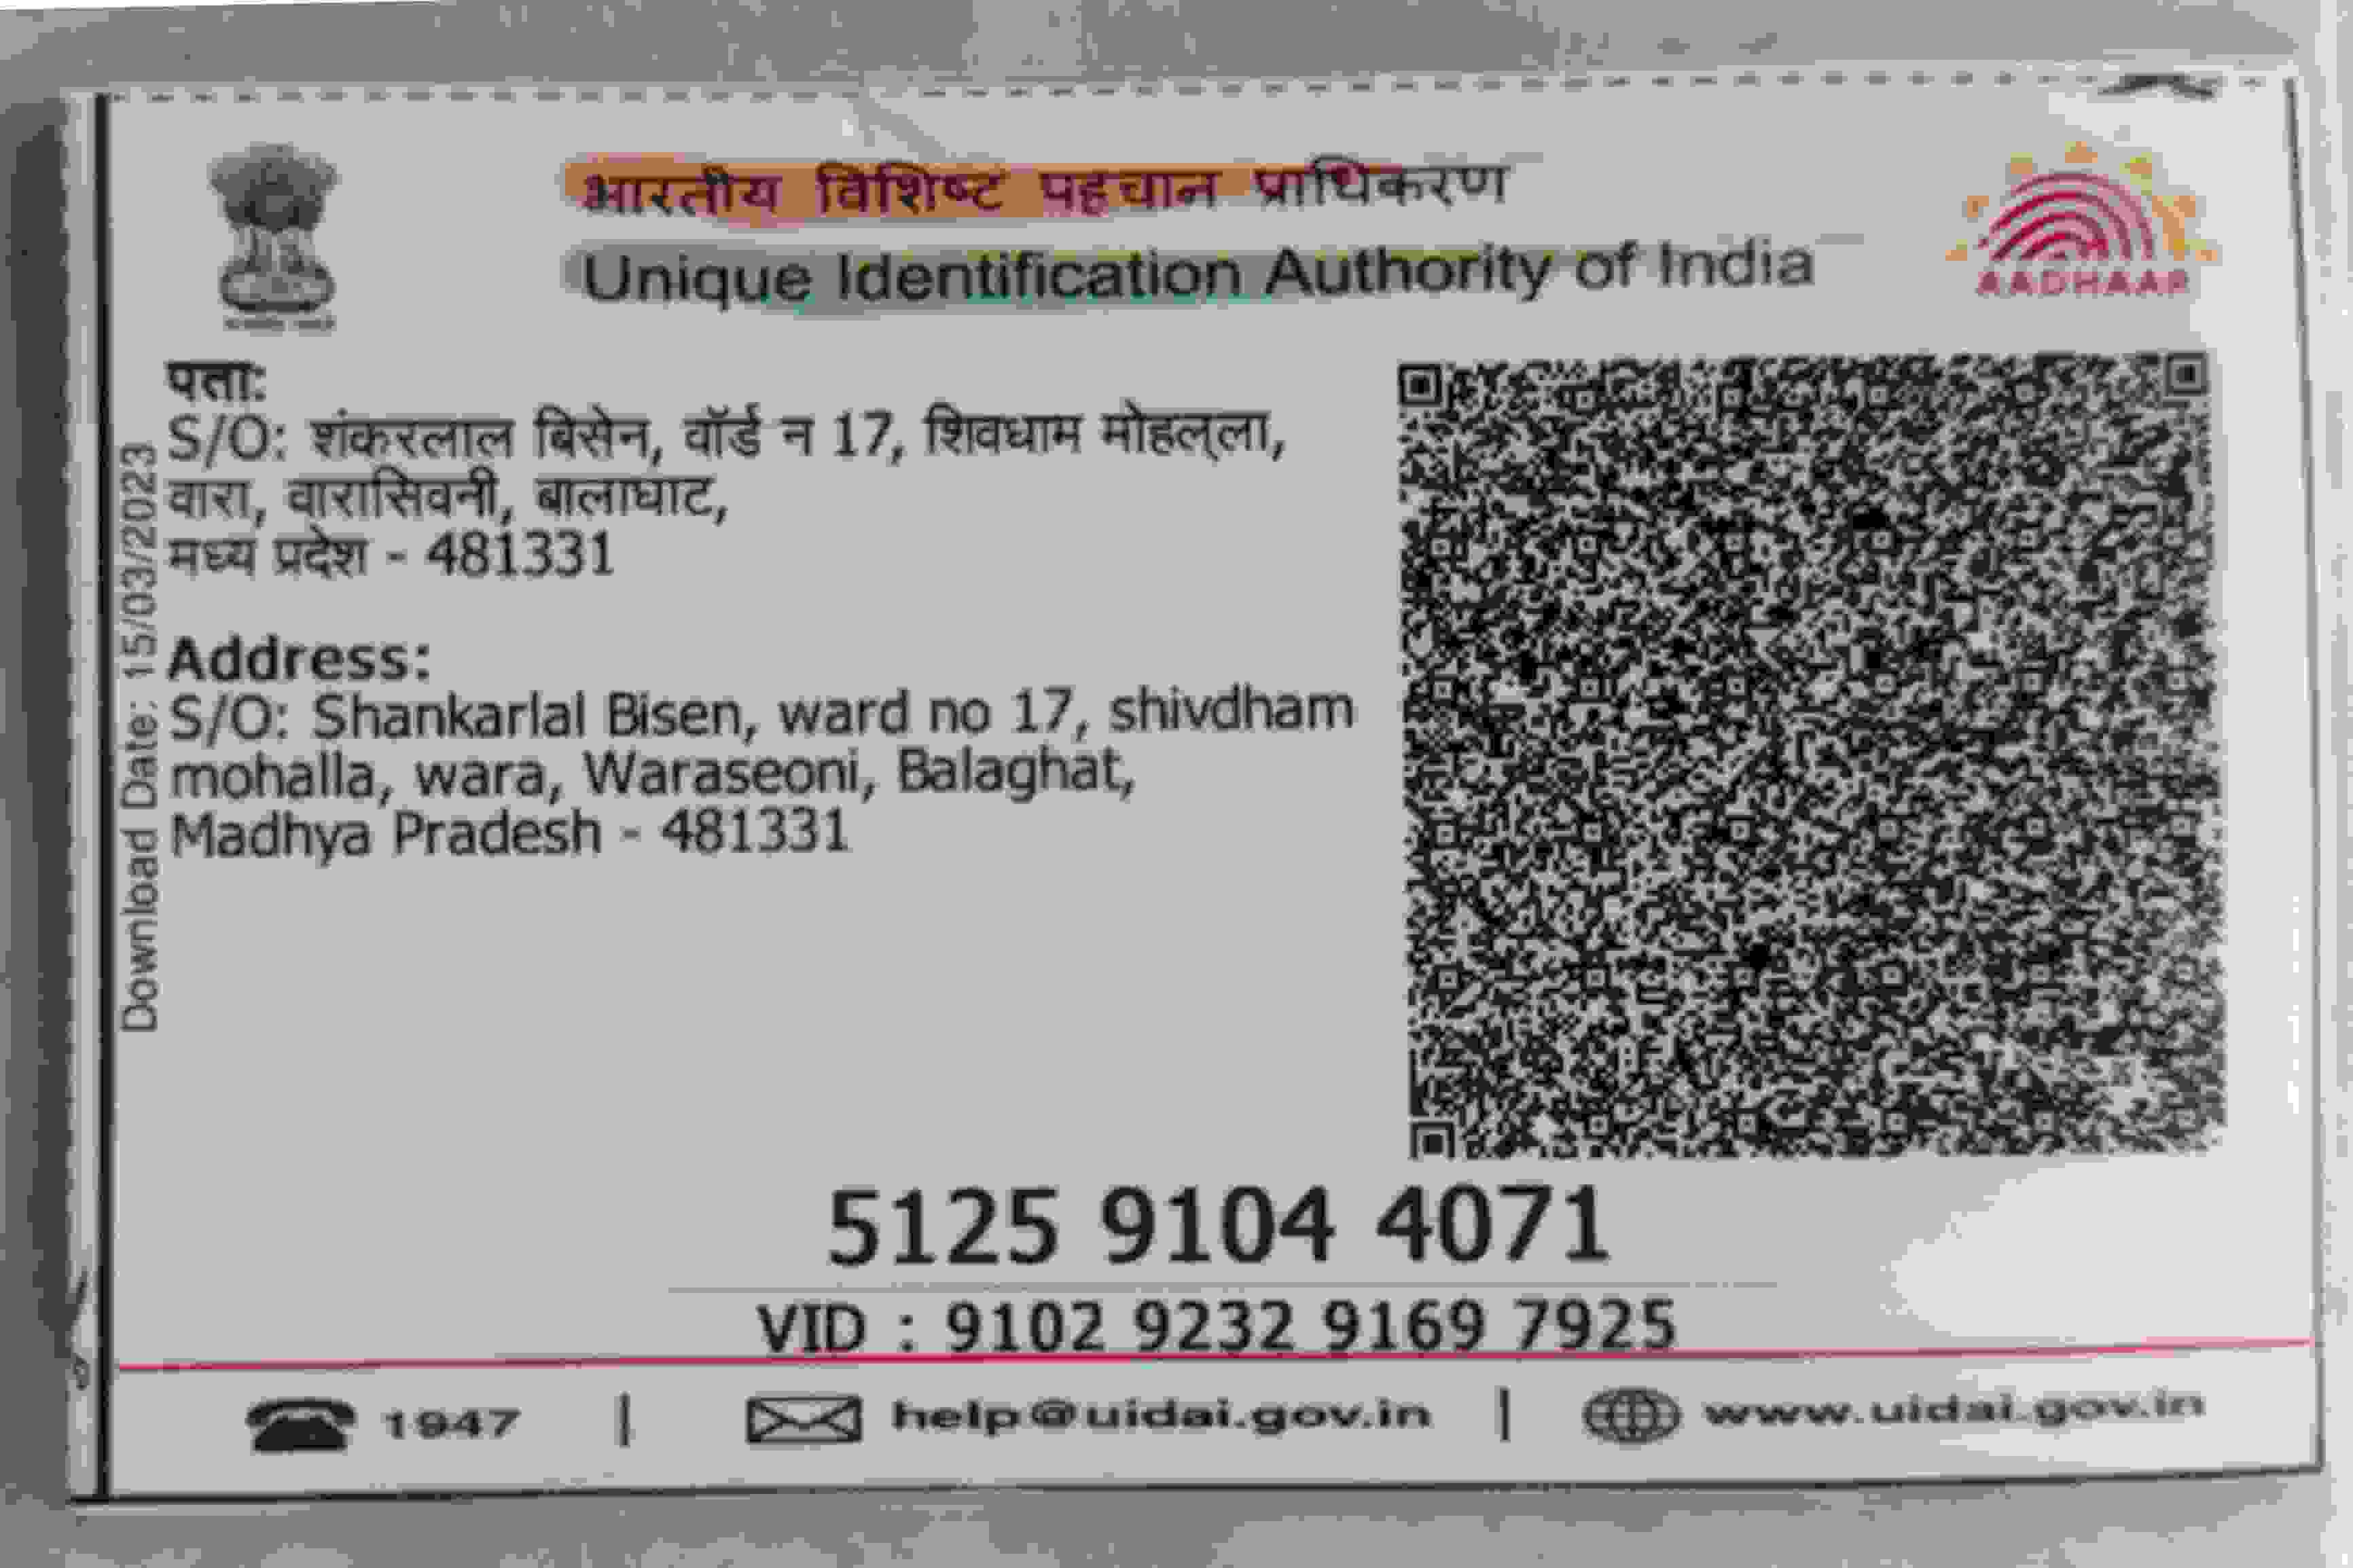 भारतीय विशिष्ट पहचान प्राधिकरण
Unique Identification Authority of India
AADHAAR
पता:
S/O: शंकरलाल बिसेन, वॉर्ड न 17, शिवधाम मोहल्ला,
वारा, वारासिवनी, बालाघाट,
मध्य प्रदेश - 481331
Address:
S/O: Shankarlal Bisen, ward no 17, shivdham
mohalla, wara, Waraseoni, Balaghat,
Madhya Pradesh - 481331
Download Date: 15/03/2023
5125 9104 4071
VID : 9102 9232 9169 7925
1947 | help@uidai.gov.in | www.uidai.gov.in